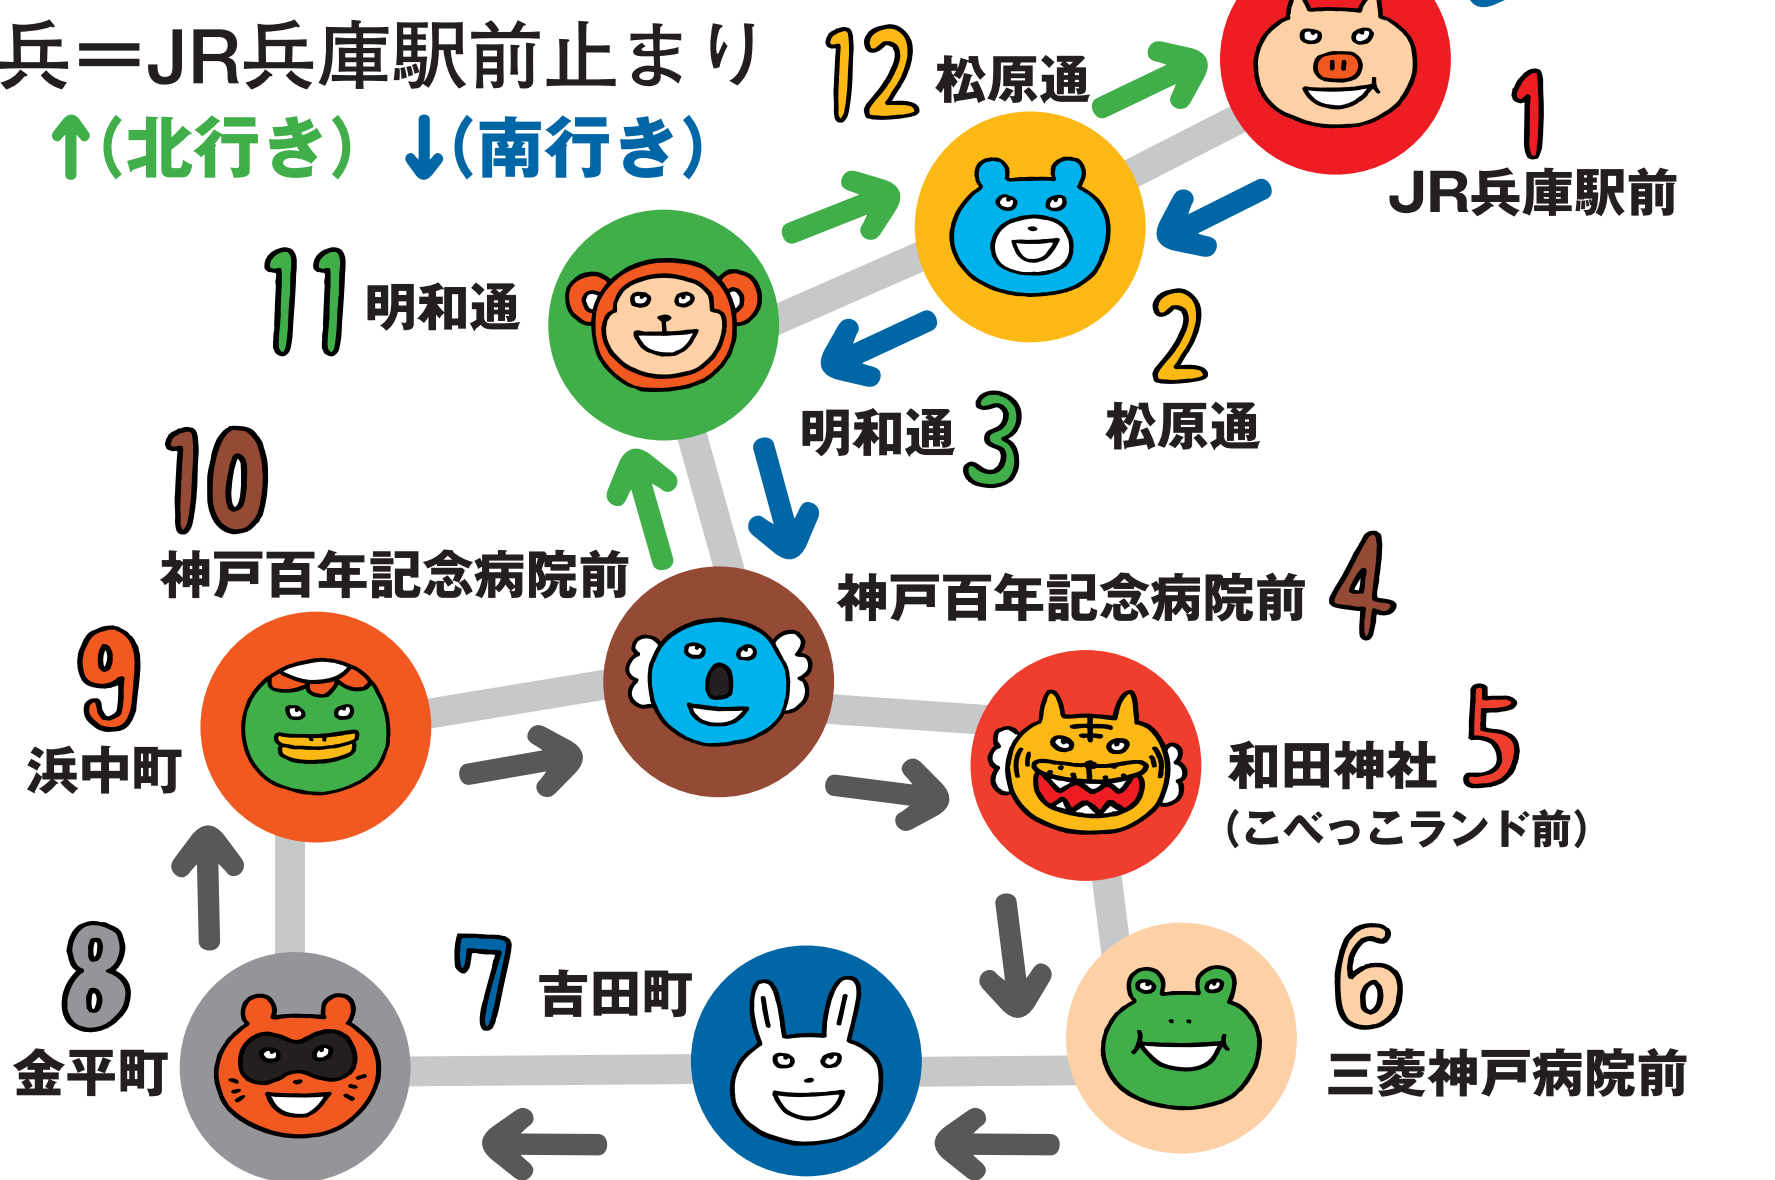 兵＝JR兵庫駅前止まり
↑(北行き) ↓(南行き)
12 松原通
1
JR兵庫駅前
11 明和通
2
松原通
明和通 3
10
神戸百年記念病院前
神戸百年記念病院前 4
9
浜中町
和田神社 5
(こべっこランド前)
8
金平町
7 吉田町
6
三菱神戸病院前